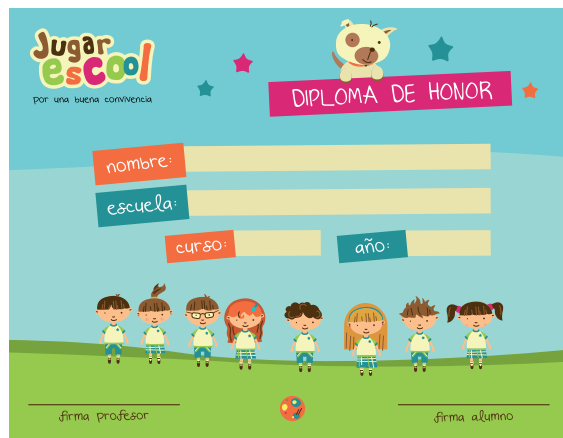 Jugar
escool
por una buena convivencia
DIPLOMA DE HONOR
nombre:
escuela:
curso:
año:
firma profesor
firma alumno